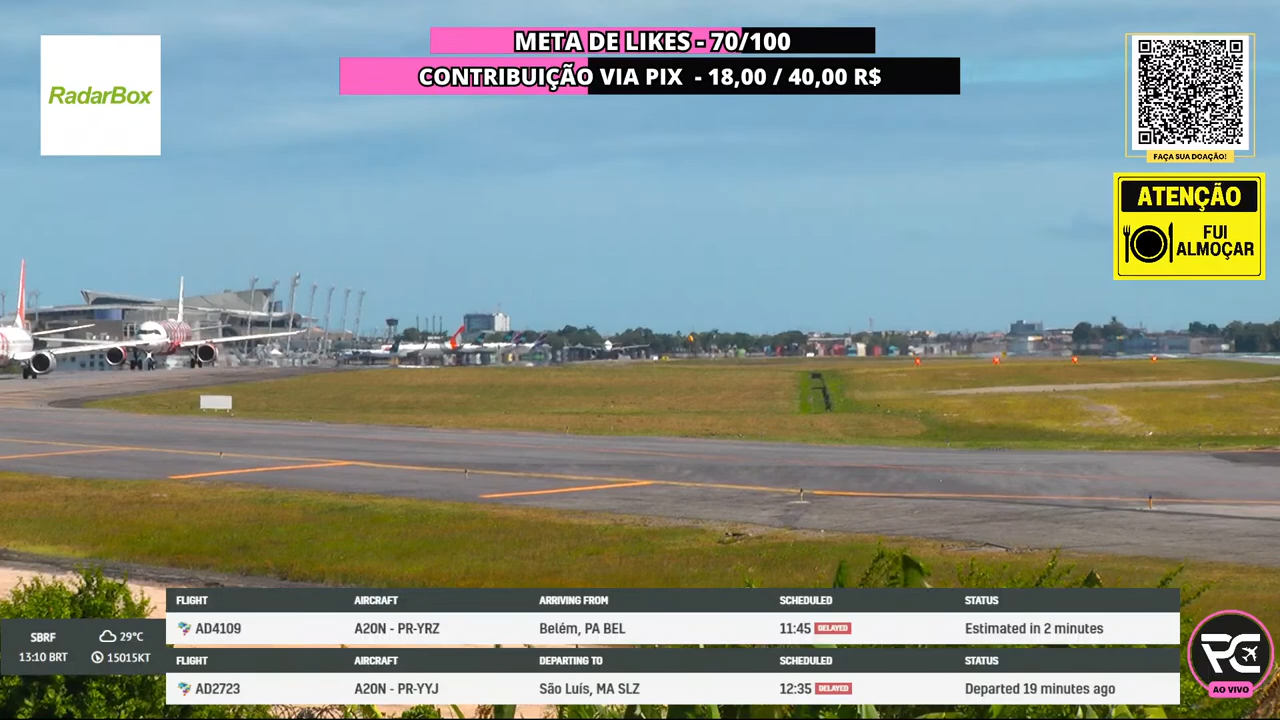 META DE LIKES - 70/100
CONTRIBUIÇÃO VIA PIX - 18,00 / 40,00 R$
RadarBox
FAÇA SUA DOAÇÃO!
ATENÇÃO
FUI
ALMOÇAR
FLIGHT AIRCRAFT ARRIVING FROM SCHEDULED STATUS
AD4109 A20N - PR-YRZ Belém, PA BEL 11:45 DELAYED Estimated in 2 minutes
FLIGHT AIRCRAFT DEPARTING TO SCHEDULED STATUS
AD2723 A20N - PR-YYJ São Luís, MA SLZ 12:35 DELAYED Departed 19 minutes ago
SBRF 29°C
13:10 BRT 15015KT
PC
AO VIVO